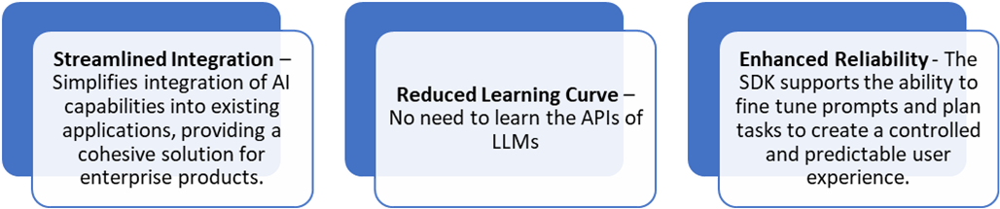 Streamlined Integration –
Simplifies integration of AI
capabilities into existing
applications, providing a
cohesive solution for
enterprise products.
Reduced Learning Curve –
No need to learn the APIs of
LLMs
Enhanced Reliability - The
SDK supports the ability to
fine tune prompts and plan
tasks to create a controlled
and predictable user
experience.